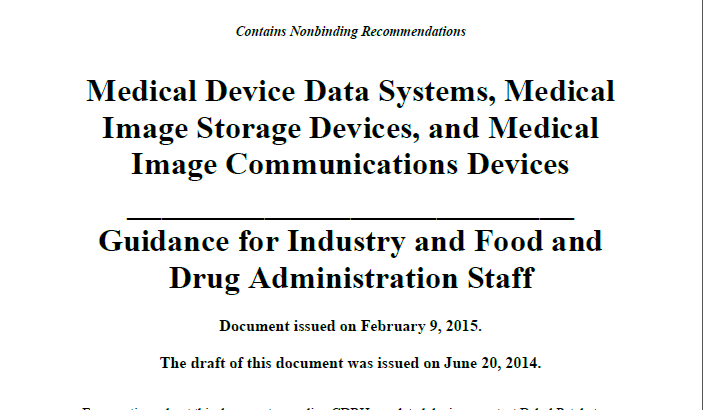 Contains Nonbinding Recommendations
Medical Device Data Systems, Medical
Image Storage Devices, and Medical
Image Communications Devices
Guidance for Industry and Food and
Drug Administration Staff
Document issued on February 9, 2015.
The draft of this document was issued on June 20, 2014.